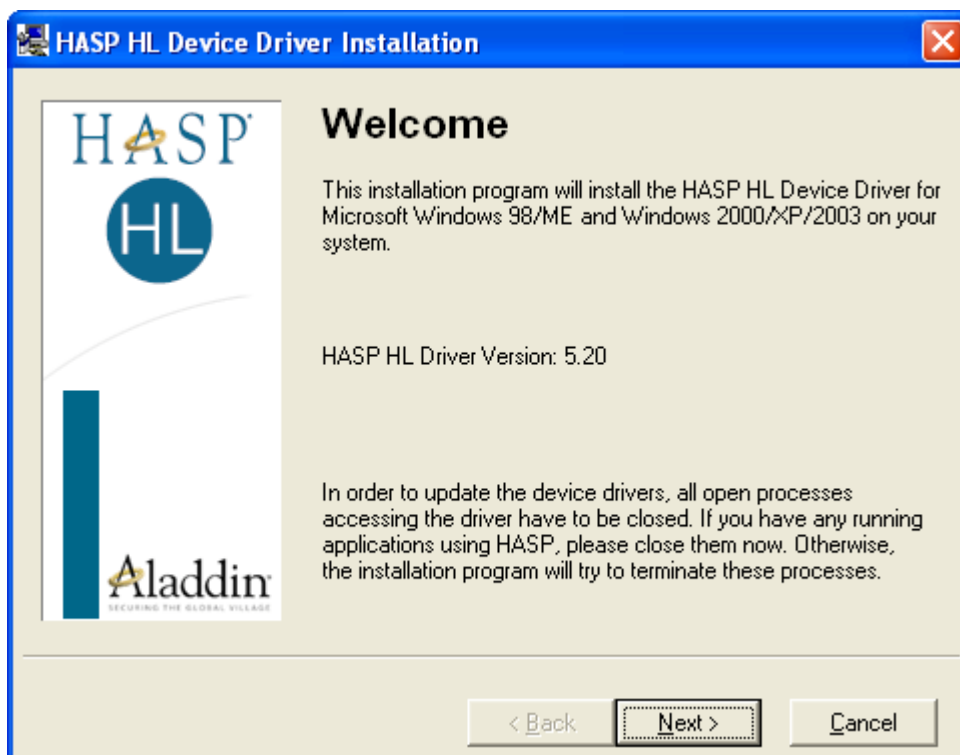 HASP HL Device Driver Installation
HASP
HL
Aladdin
SECURING THE GLOBAL VILLAGE
Welcome
This installation program will install the HASP HL Device Driver for
Microsoft Windows 98/ME and Windows 2000/XP/2003 on your
system.
HASP HL Driver Version: 5.20
In order to update the device drivers, all open processes
accessing the driver have to be closed. If you have any running
applications using HASP, please close them now. Otherwise,
the installation program will try to terminate these processes.
< Back
Next >
Cancel